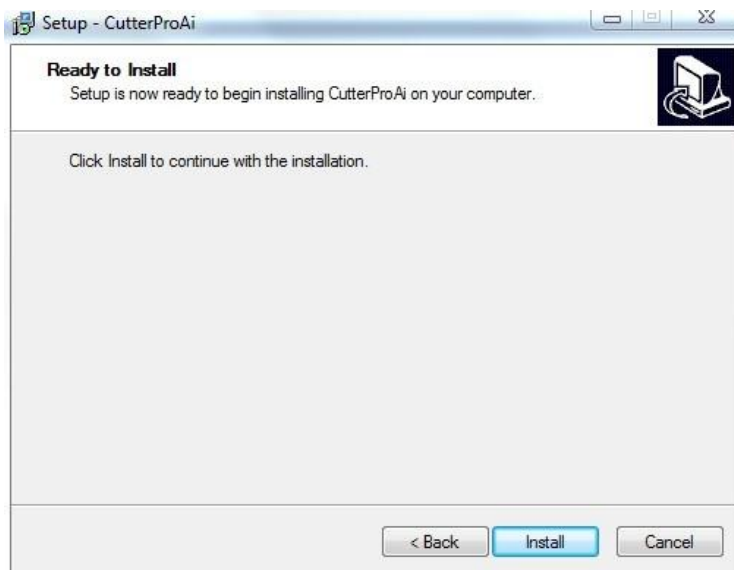 Setup - CutterProAi
Ready to Install
Setup is now ready to begin installing CutterProAi on your computer.
Click Install to continue with the installation.
< Back Install Cancel